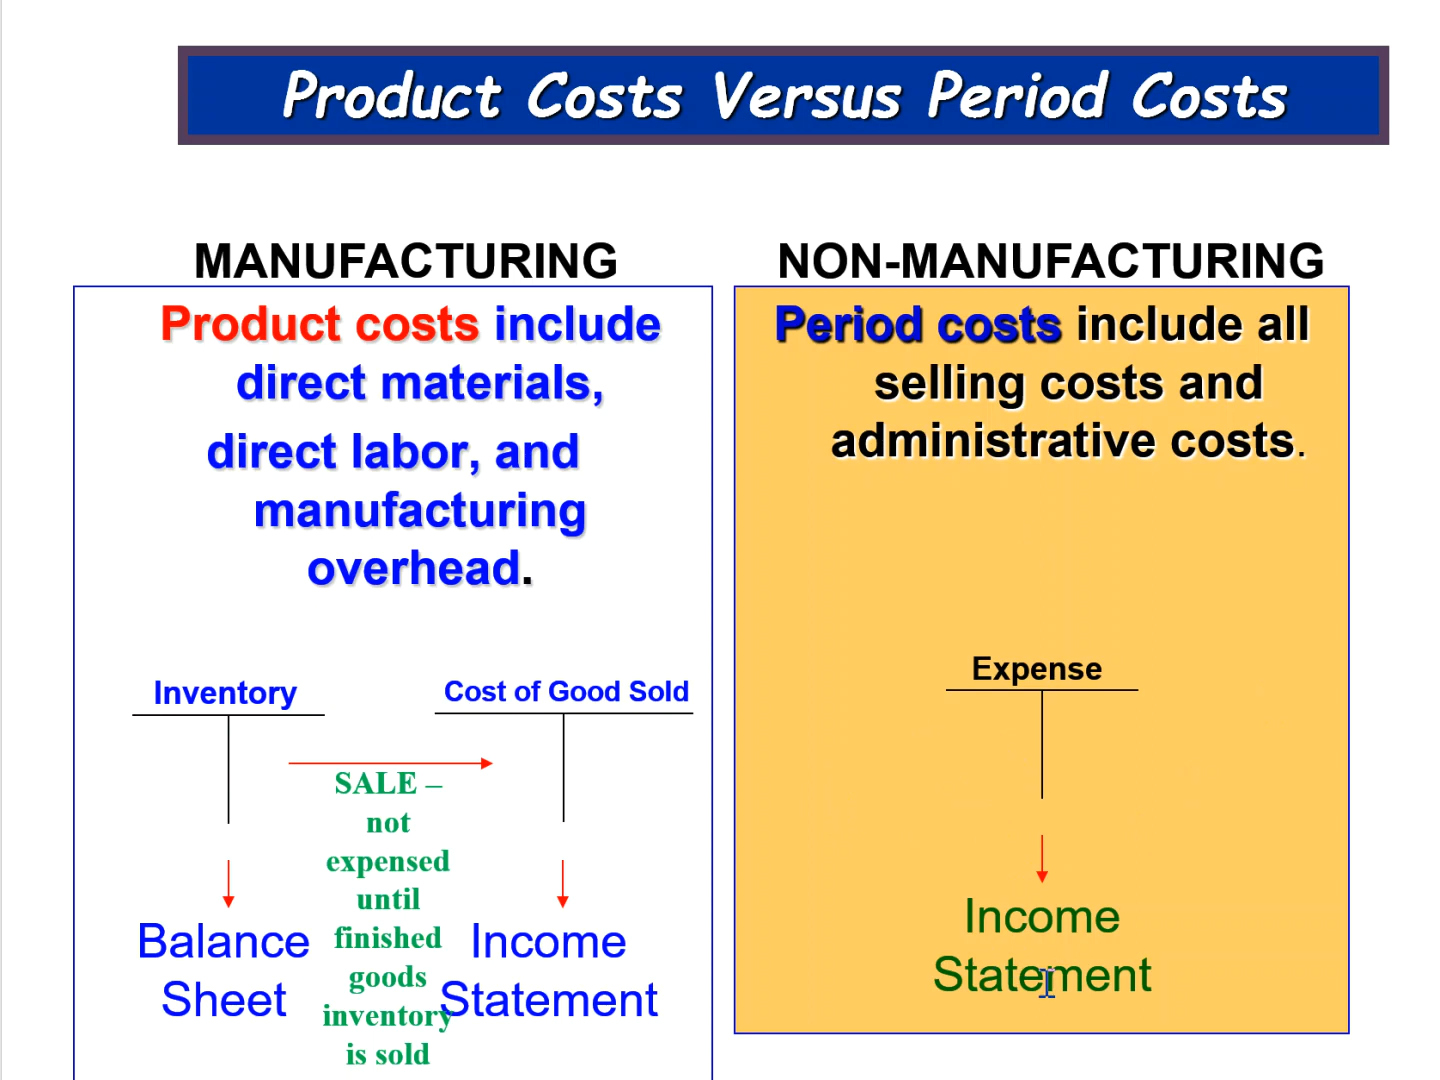 Product Costs Versus Period Costs
MANUFACTURING
Product costs include
direct materials,
direct labor, and
manufacturing
overhead.
Inventory
Cost of Good Sold
SALE –
not
expensed
until
finished
goods
inventory
is sold
Balance
Sheet
Income
Statement
NON-MANUFACTURING
Period costs include all
selling costs and
administrative costs.
Expense
Income
Statement